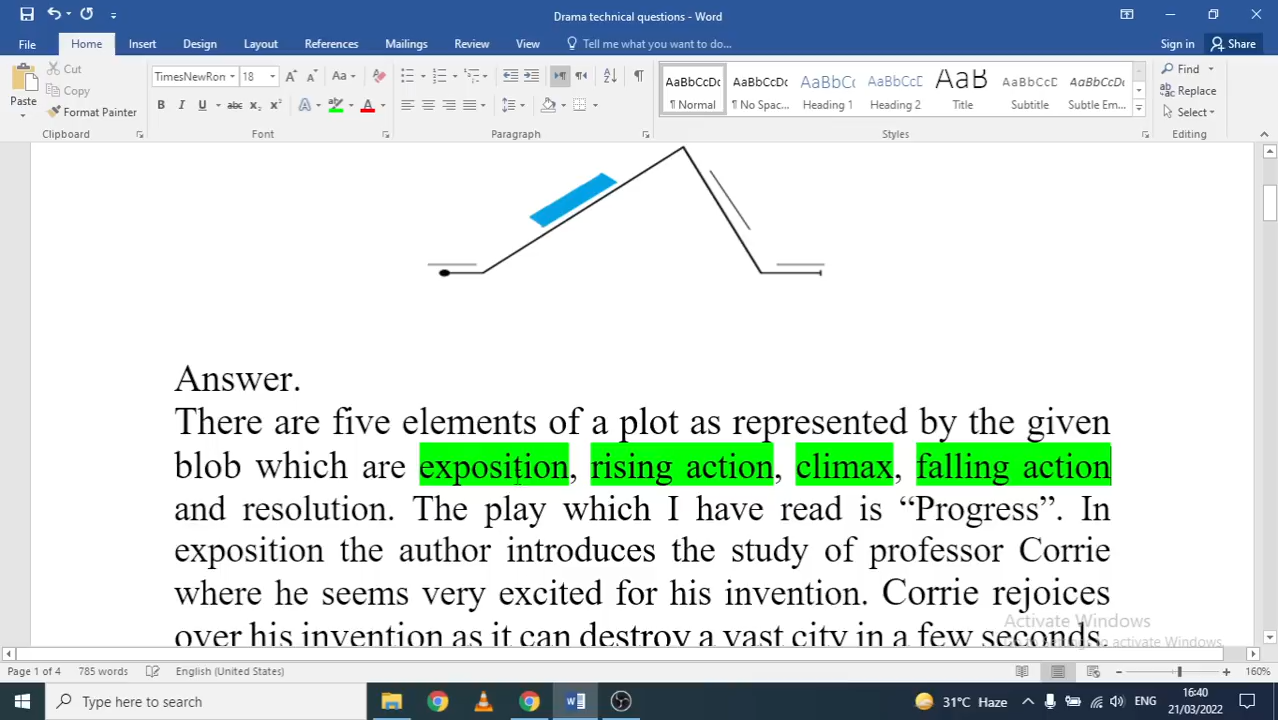 Drama technical questions - Word
File Home Insert Design Layout References Mailings Review View Tell me what you want to do... Sign in Share
Paste Cut Copy Format Painter
Clipboard
TimesNewRon 18 Aa
B I U abc x₂ x² A A
Font
Paragraph
AaBbCcDc AaBbCcDc AaBbC AaBbCcD AaB AaBbCcD AaBbCcDc
¶ Normal ¶ No Spac... Heading 1 Heading 2 Title Subtitle Subtle Em...
Styles
Find
Replace
Select
Editing
Answer.
There are five elements of a plot as represented by the given
blob which are exposition, rising action, climax, falling action
and resolution. The play which I have read is “Progress”. In
exposition the author introduces the study of professor Corrie
where he seems very excited for his invention. Corrie rejoices
over his invention as it can destroy a vast city in a few seconds.
Activate Windows
Page 1 of 4 785 words English (United States) 160%
Type here to search 31°C Haze ENG 16:40 21/03/2022